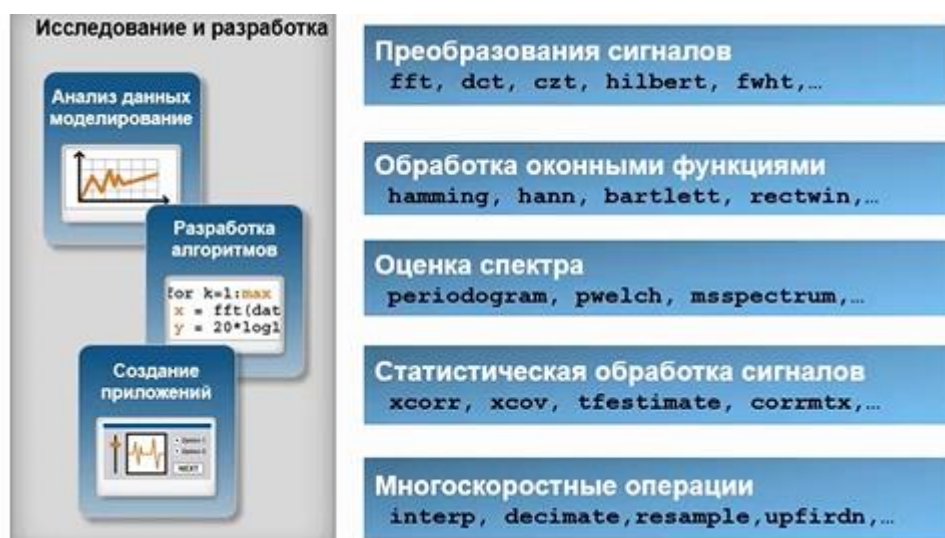 Исследование и разработка
Анализ данных
моделирование
Разработка
алгоритмов
for k=1:max
x = fft(dat
y = 20*logl
Создание
приложений
NEXT
Преобразования сигналов
fft, dct, czt, hilbert, fwht,…
Обработка оконными функциями
hamming, hann, bartlett, rectwin,…
Оценка спектра
periodogram, pwelch, msspectrum,…
Статистическая обработка сигналов
xcorr, xcov, tfestimate, corrmtx,…
Многоскоростные операции
interp, decimate,resample,upfirdn,…